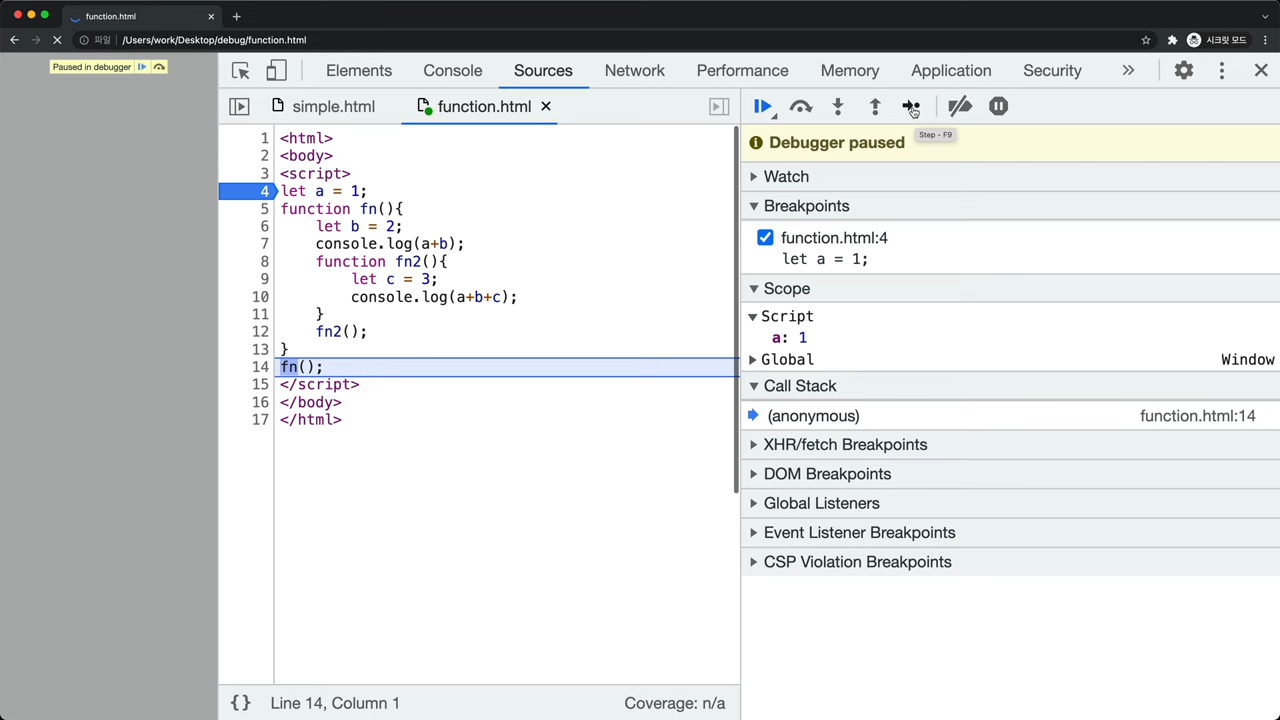 function.html
파일 /Users/work/Desktop/debug/function.html
시크릿 모드
Paused in debugger
Elements Console Sources Network Performance Memory Application Security
simple.html function.html
Step - F9
1 <html>
2 <body>
3 <script>
4 let a = 1;
5 function fn(){
6 let b = 2;
7 console.log(a+b);
8 function fn2(){
9 let c = 3;
10 console.log(a+b+c);
11 }
12 fn2();
13 }
14 fn();
15 </script>
16 </body>
17 </html>
{} Line 14, Column 1 Coverage: n/a
Debugger paused
Watch
Breakpoints
function.html:4
let a = 1;
Scope
Script
a: 1
Global Window
Call Stack
(anonymous) function.html:14
XHR/fetch Breakpoints
DOM Breakpoints
Global Listeners
Event Listener Breakpoints
CSP Violation Breakpoints